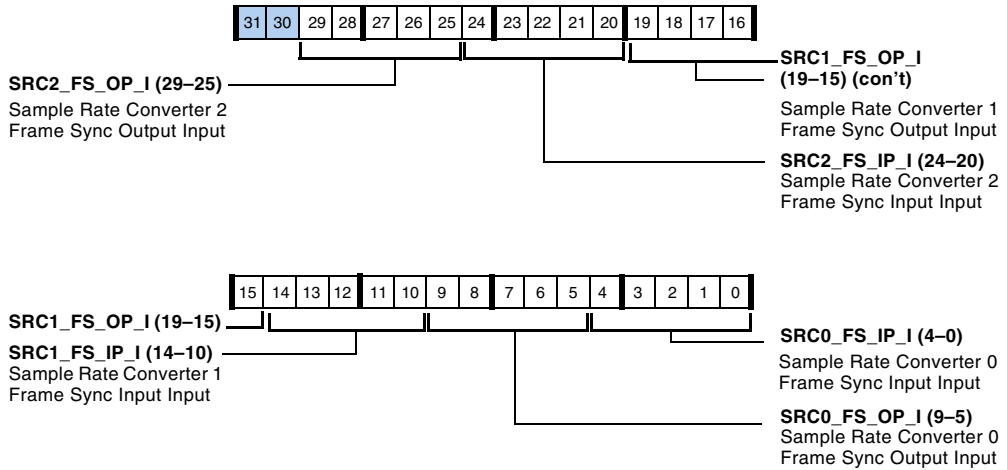 31 30 29 28 27 26 25 24 23 22 21 20 19 18 17 16
SRC2_FS_OP_I (29–25)
Sample Rate Converter 2
Frame Sync Output Input
SRC1_FS_OP_I
(19–15) (con’t)
Sample Rate Converter 1
Frame Sync Output Input
SRC2_FS_IP_I (24–20)
Sample Rate Converter 2
Frame Sync Input Input
15 14 13 12 11 10 9 8 7 6 5 4 3 2 1 0
SRC1_FS_OP_I (19–15)
SRC1_FS_IP_I (14–10)
Sample Rate Converter 1
Frame Sync Input Input
SRC0_FS_IP_I (4–0)
Sample Rate Converter 0
Frame Sync Input Input
SRC0_FS_OP_I (9–5)
Sample Rate Converter 0
Frame Sync Output Input